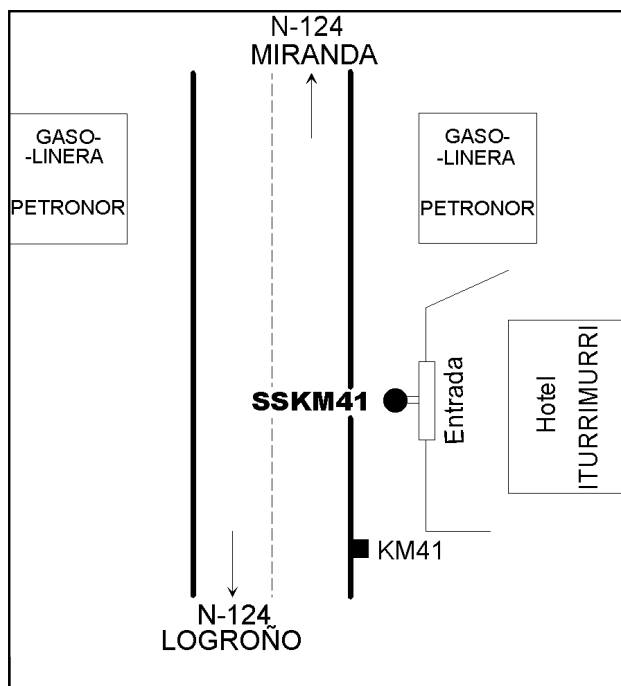 N-124
MIRANDA
GASO-
-LINERA
PETRONOR
GASO-
-LINERA
PETRONOR
SSKM41
Entrada
Hotel
ITURRIMURRI
KM41
N-124
LOGROÑO